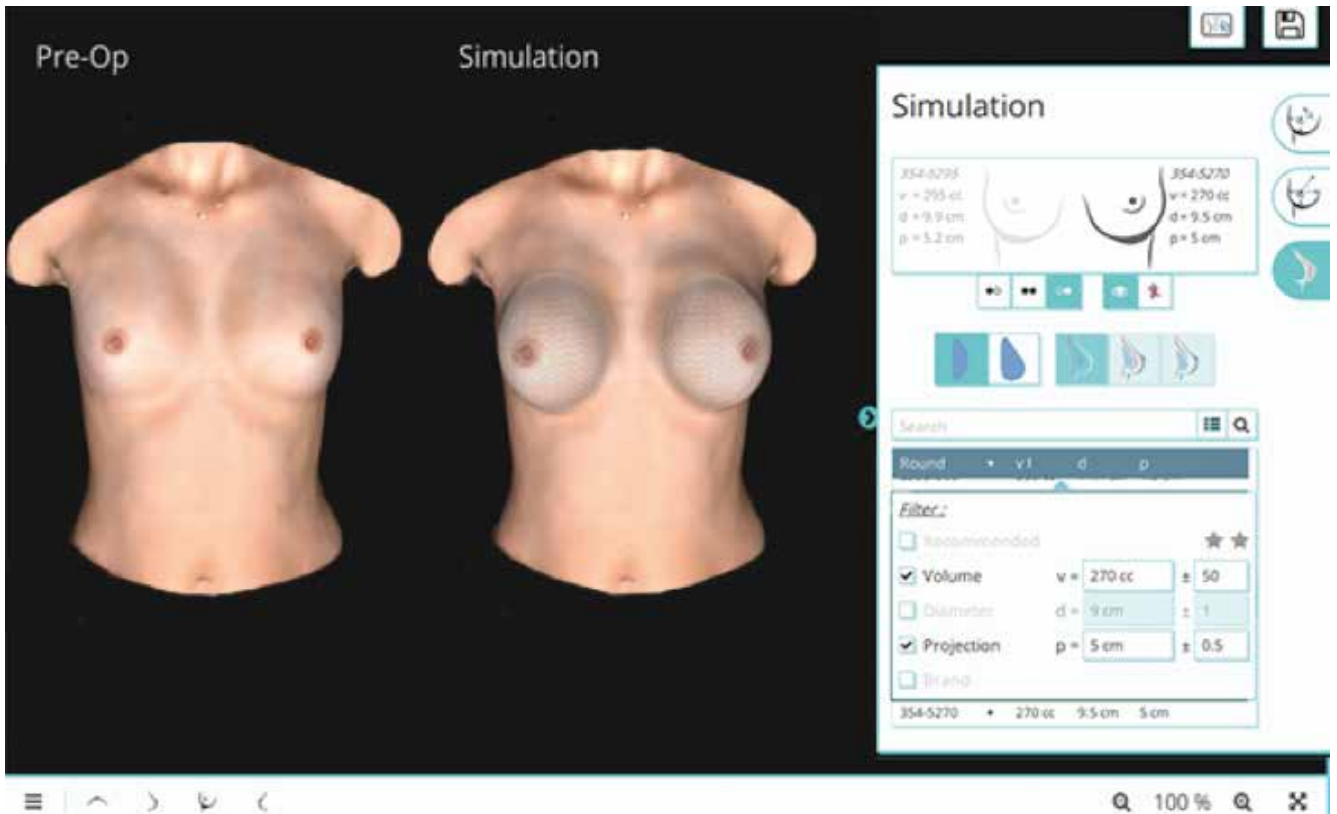 Pre-Op
Simulation
Simulation
354-5295
v = 295 cc
d = 9.9 cm
p = 5.2 cm
354-5270
v = 270 cc
d = 9.5 cm
p = 5 cm
Search
Round v1 d p
Filter :
Recommended
Volume v = 270 cc ± 50
Diameter d = 9 cm ± 1
Projection p = 5 cm ± 0.5
Brand
354-5270 • 270 cc 9.5 cm 5 cm
100 %